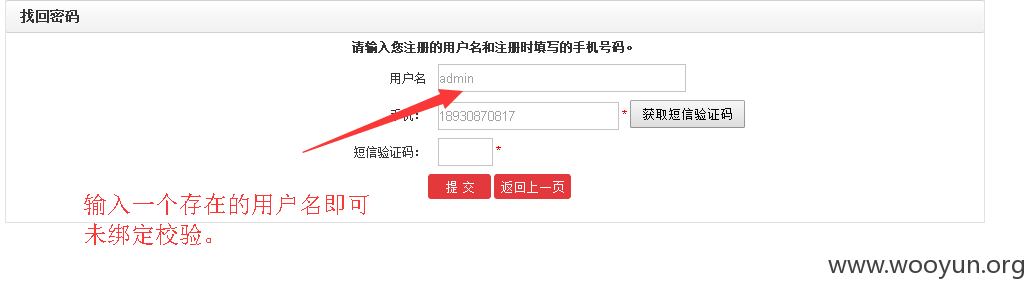 找回密码
请输入您注册的用户名和注册时填写的手机号码。
用户名 admin
手机： 18930870817 * 获取短信验证码
短信验证码： *
提 交 返回上一页
输入一个存在的用户名即可
未绑定校验。
www.wooyun.org